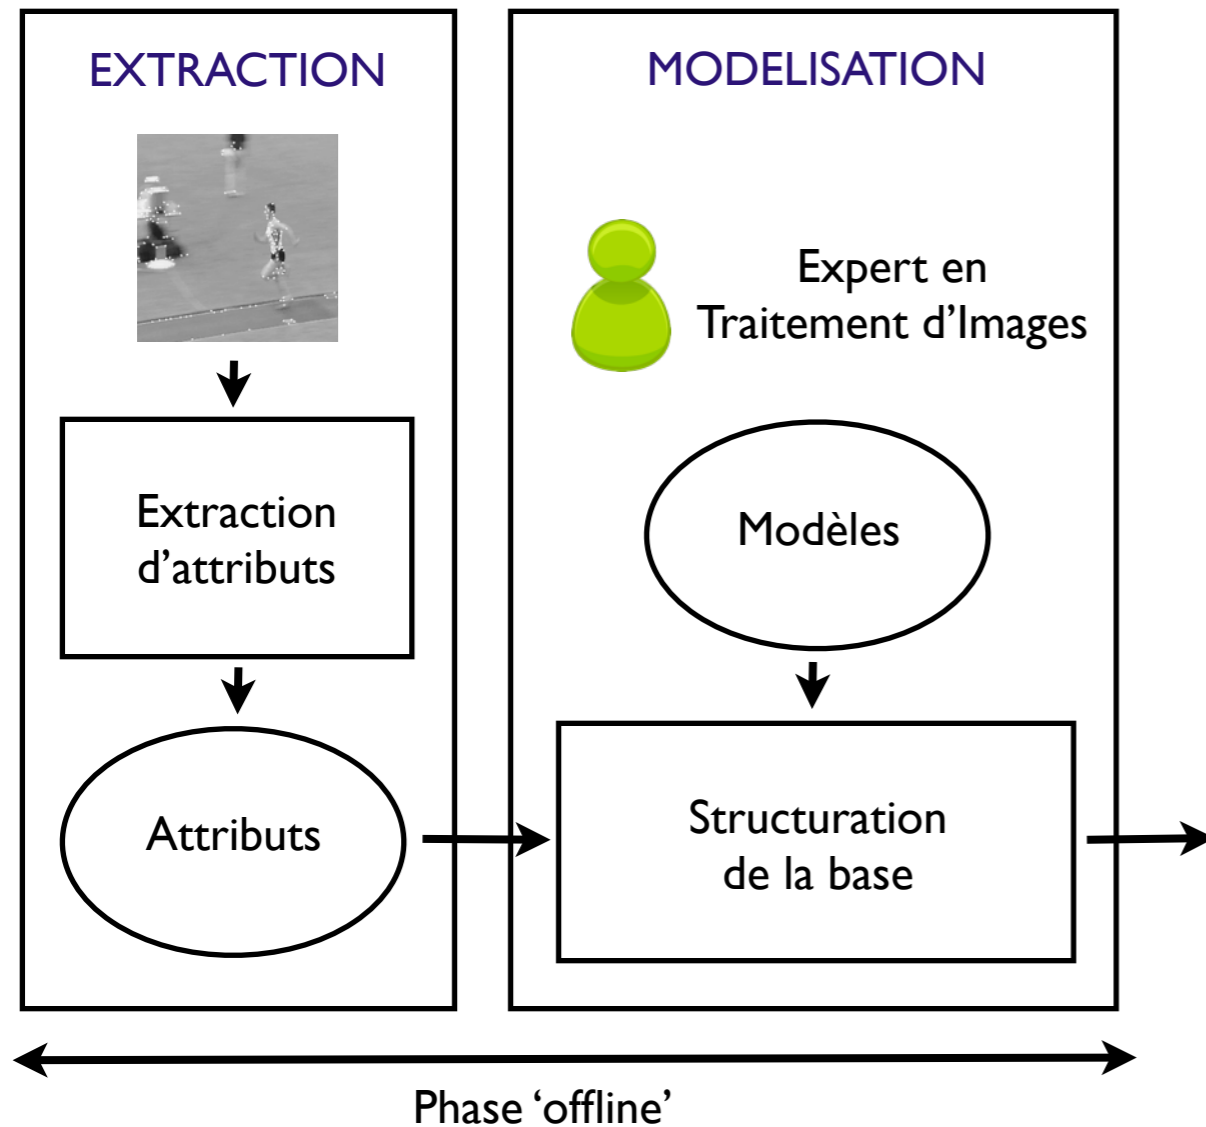 EXTRACTION
Extraction
d’attributs
Attributs
MODELISATION
Expert en
Traitement d’Images
Modèles
Structuration
de la base
Phase ‘offline’